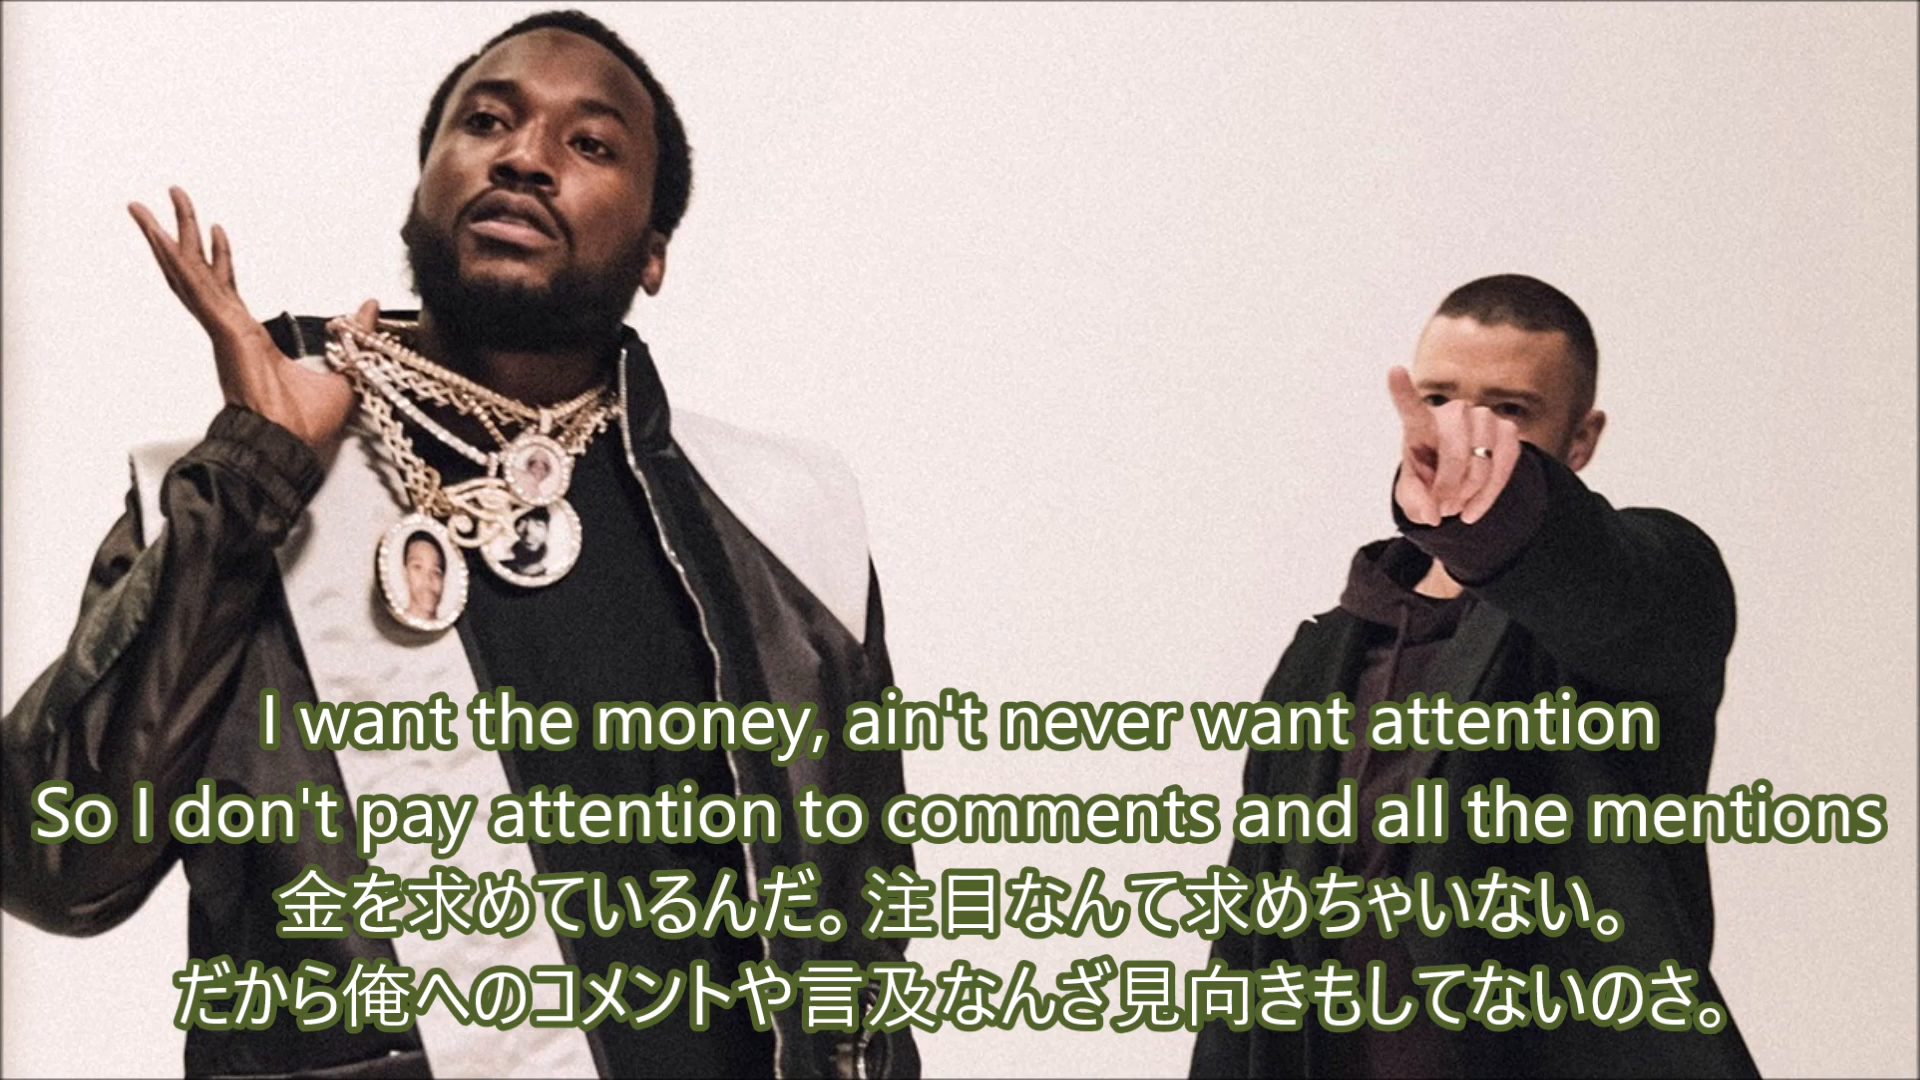 I want the money, ain't never want attention
So I don't pay attention to comments and all the mentions
金を求めているんだ。注目なんて求めちゃいない。
だから俺へのコメントや言及なんざ見向きもしてないのさ。